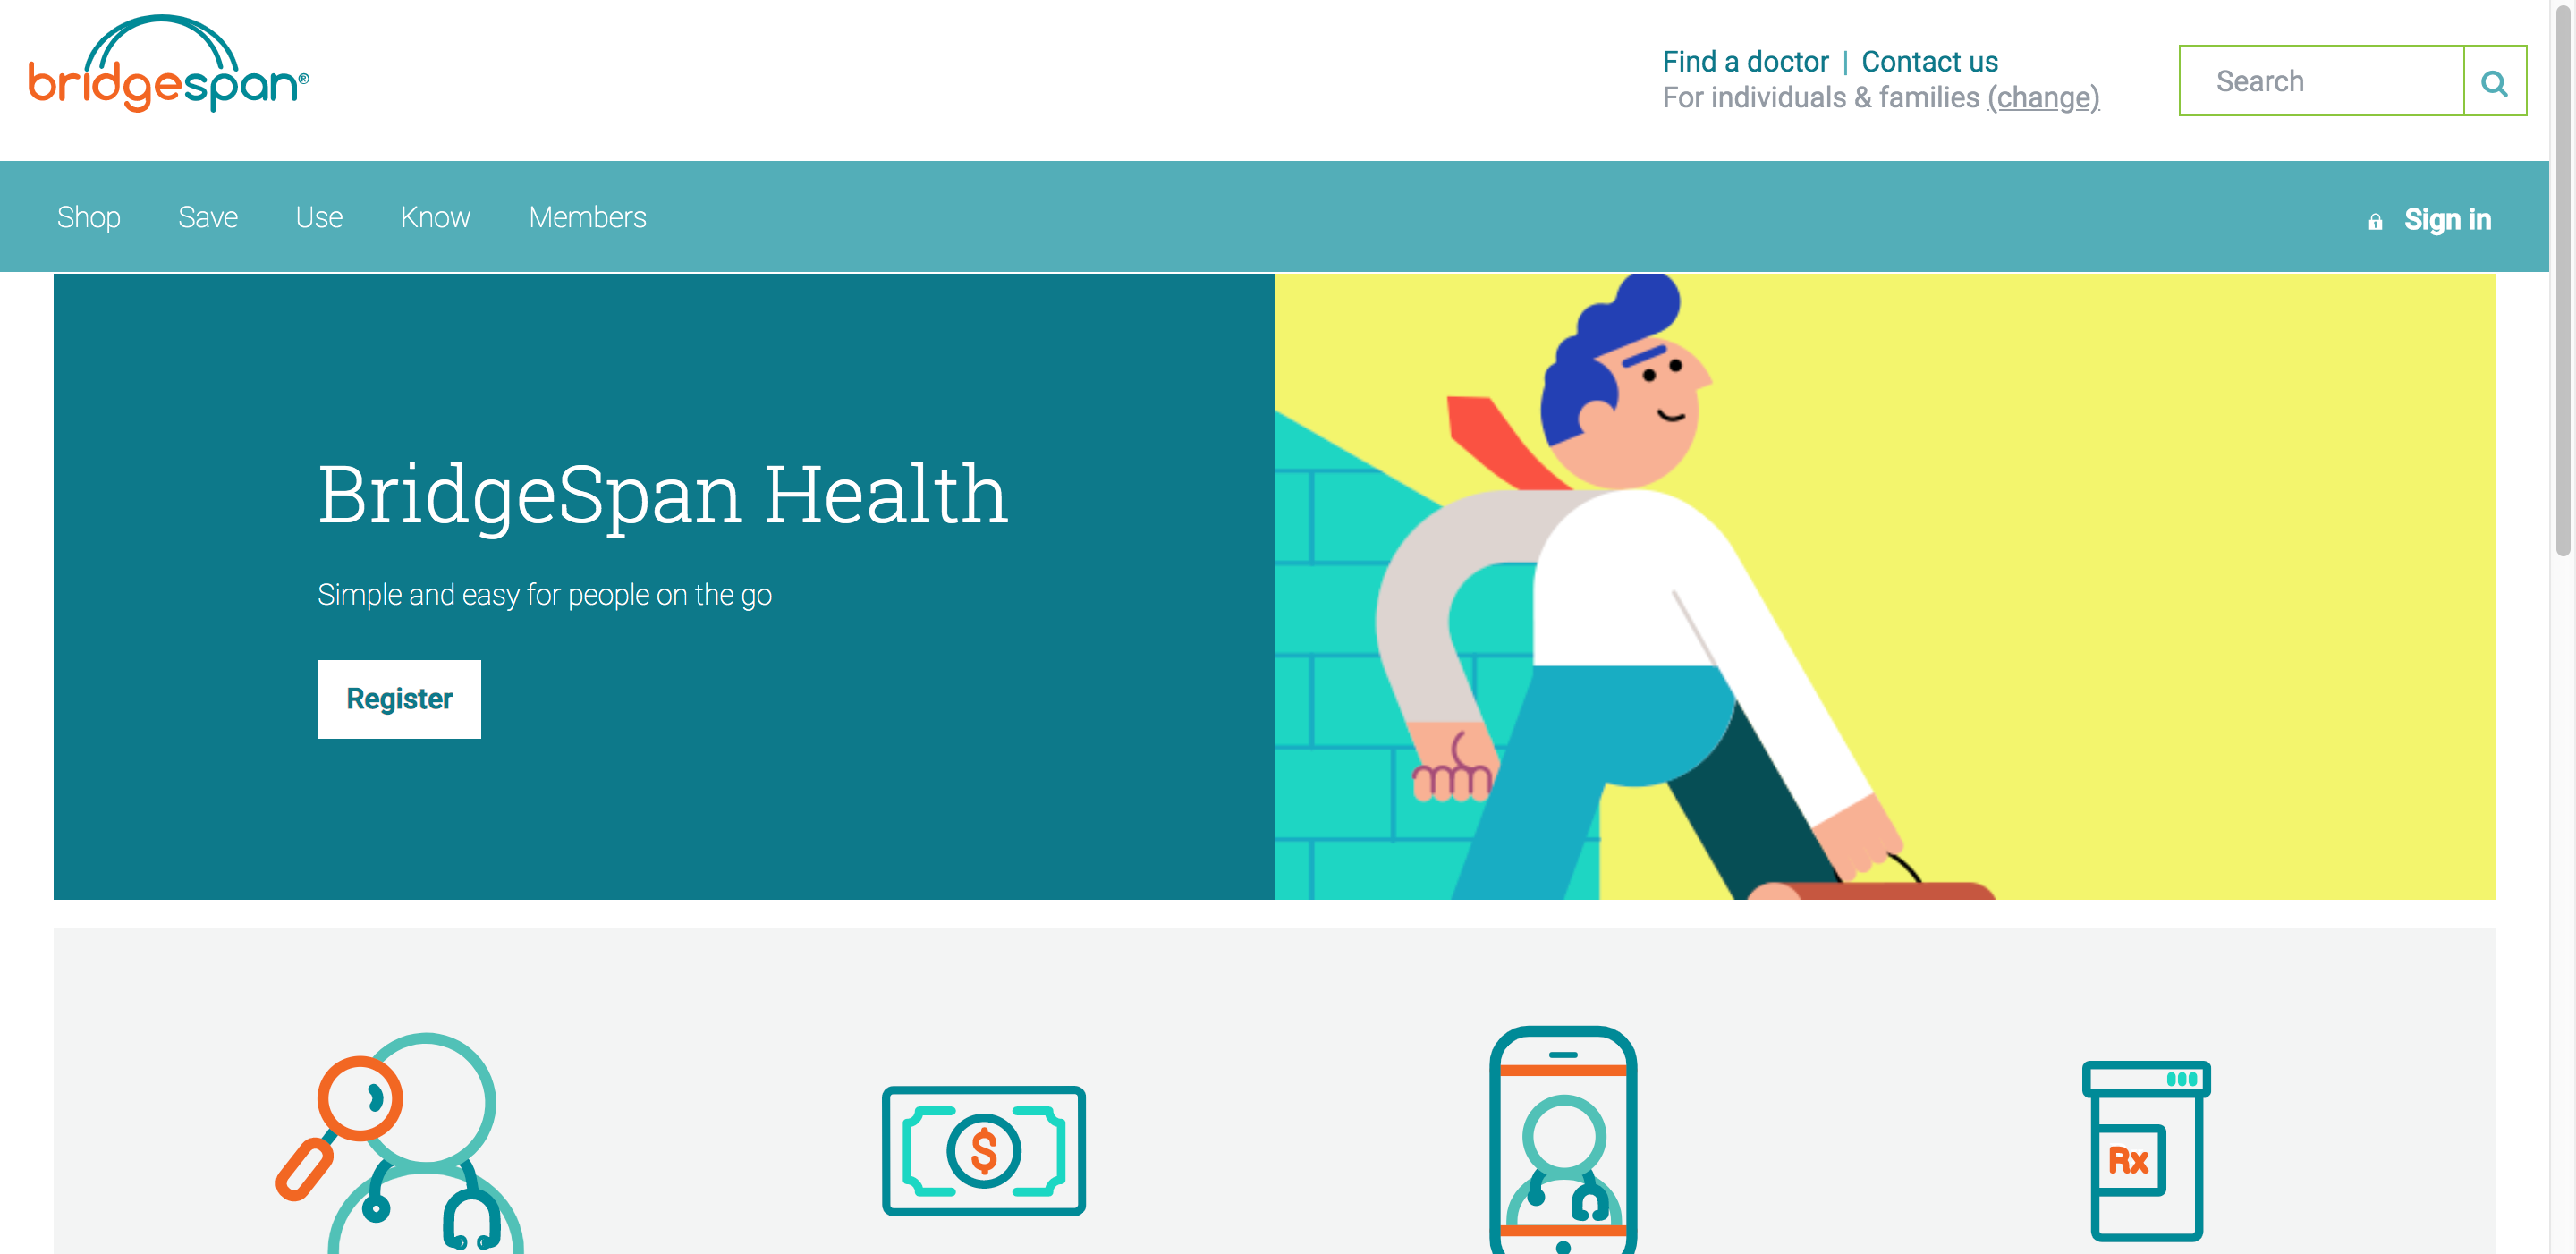 bridgespan®
Find a doctor | Contact us
For individuals & families (change)
Search
Shop Save Use Know Members
Sign in
BridgeSpan Health
Simple and easy for people on the go
Register
$
Rx